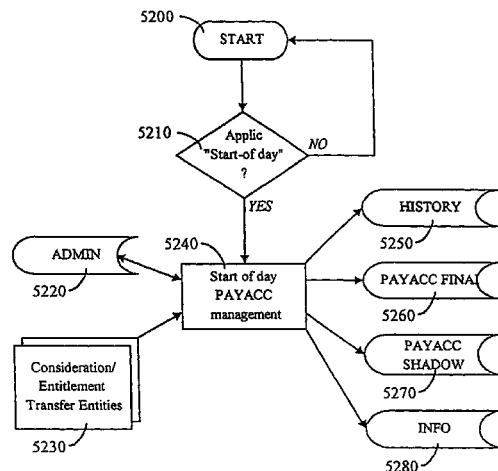 5200
START
5210
Applic
"Start-of day"
?
NO
YES
HISTORY
5250
5240
ADMIN
5220
Start of day
PAYACC
management
PAYACC FINAL
5260
PAYACC
SHADOW
5270
Consideration/
Entitlement
Transfer Entities
5230
INFO
5280